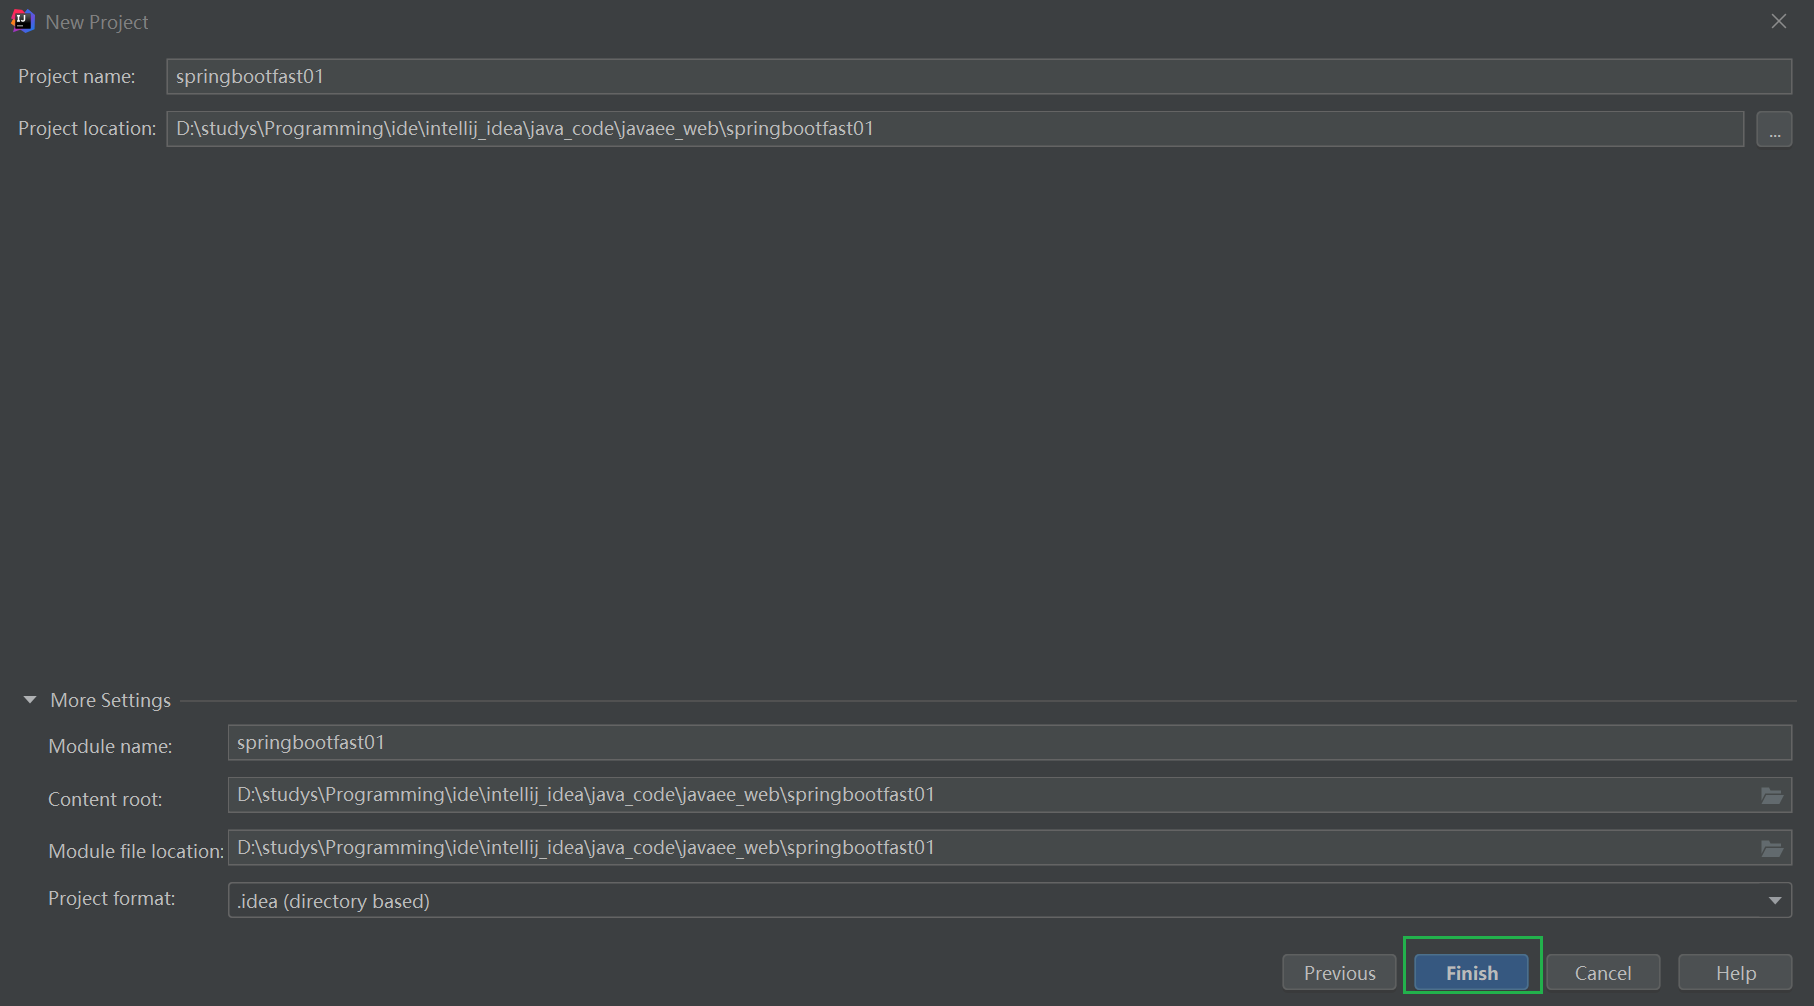 New Project
Project name: springbootfast01
Project location: D:\studys\Programming\ide\intellij_idea\java_code\javaee_web\springbootfast01 ...
More Settings
Module name: springbootfast01
Content root: D:\studys\Programming\ide\intellij_idea\java_code\javaee_web\springbootfast01
Module file location: D:\studys\Programming\ide\intellij_idea\java_code\javaee_web\springbootfast01
Project format: .idea (directory based)
Previous Finish Cancel Help